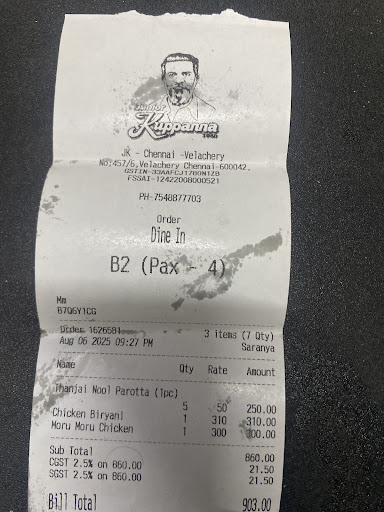 Junior
Kuppanna
1960
JK - Chennai -Velachery
No:457/6,Velachery Chennai-600042.
GSTIN-33AAFCJ1780N1ZB
FSSAI-12422008000521
PH-7548877703
Order
Dine In
B2 (Pax - 4)
Mm
B7Q6Y1CG
Order 1626581 3 items (7 Qty)
Aug 06 2025 09:27 PM Saranya
Name Qty Rate Amount
Thanjai Nool Parotta (1pc)
5 50 250.00
Chicken Biryani 1 310 310.00
Moru Moru Chicken 1 300 300.00
Sub Total 860.00
CGST 2.5% on 860.00 21.50
SGST 2.5% on 860.00 21.50
Bill Total 903.00